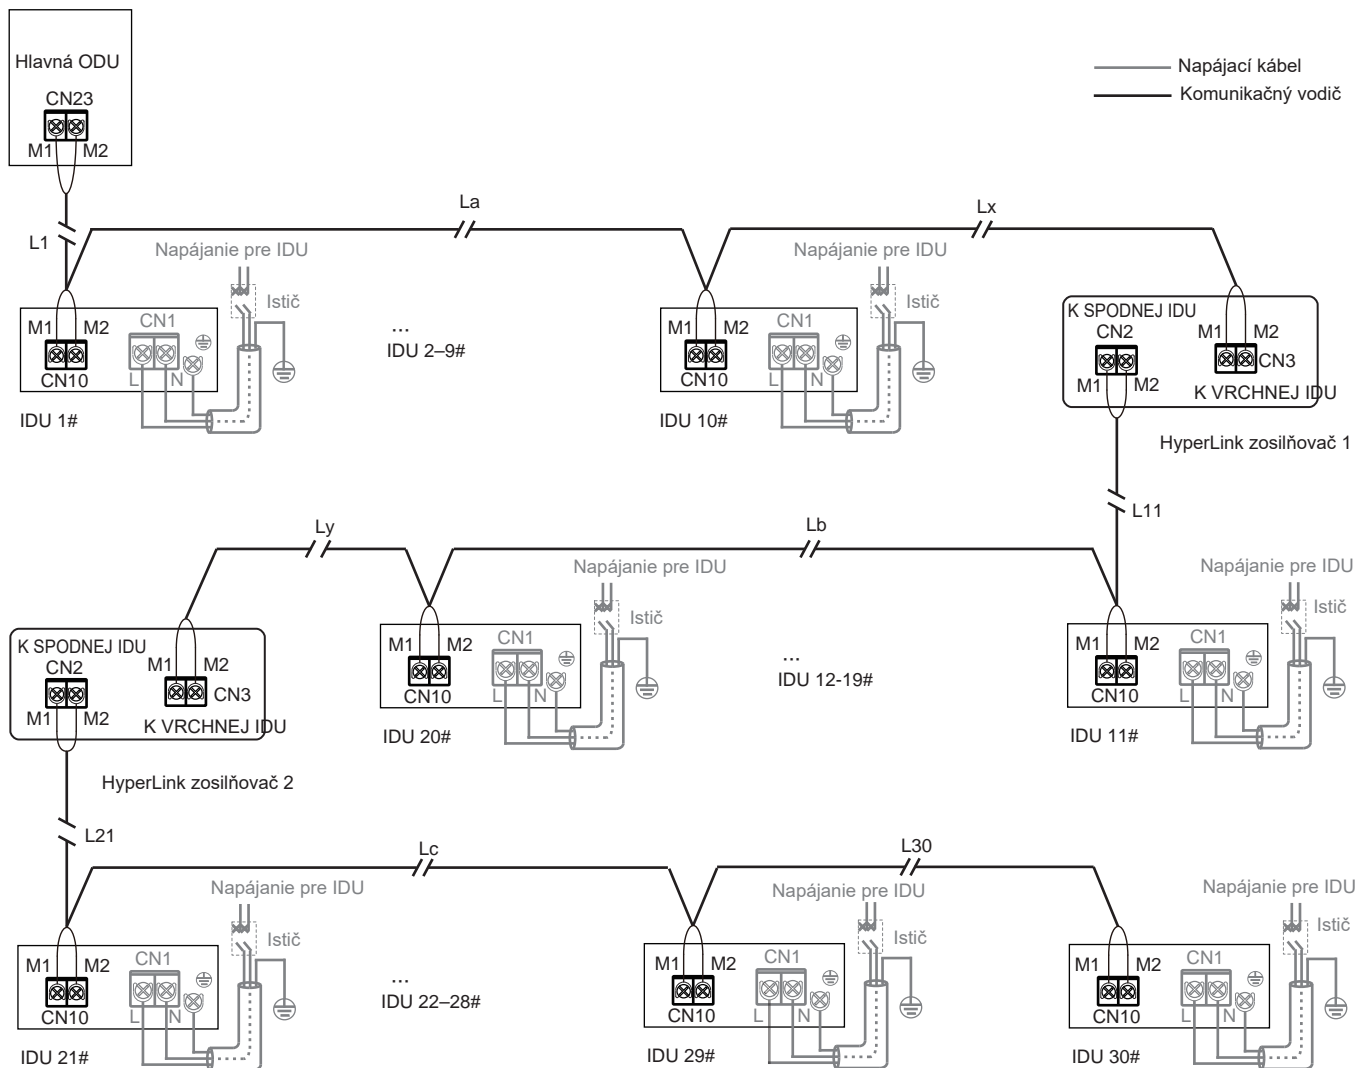 Hlavná ODU
CN23
M1 M2
Napájací kábel
Komunikačný vodič
L1
La
Lx
Napájanie pre IDU
Istič
M1 M2 CN1
CN10 L N
IDU 1#
...
IDU 2–9#
Napájanie pre IDU
Istič
M1 M2 CN1
CN10 L N
IDU 10#
K SPODNEJ IDU
CN2
M1 M2
M1 M2
CN3
K VRCHNEJ IDU
HyperLink zosilňovač 1
L11
Ly
Lb
K SPODNEJ IDU
CN2
M1 M2
M1 M2
CN3
K VRCHNEJ IDU
HyperLink zosilňovač 2
Napájanie pre IDU
Istič
M1 M2 CN1
CN10 L N
IDU 20#
...
IDU 12-19#
Napájanie pre IDU
Istič
M1 M2 CN1
CN10 L N
IDU 11#
L21
Lc
L30
Napájanie pre IDU
Istič
M1 M2 CN1
CN10 L N
IDU 21#
...
IDU 22–28#
Napájanie pre IDU
Istič
M1 M2 CN1
CN10 L N
IDU 29#
Napájanie pre IDU
Istič
M1 M2 CN1
CN10 L N
IDU 30#